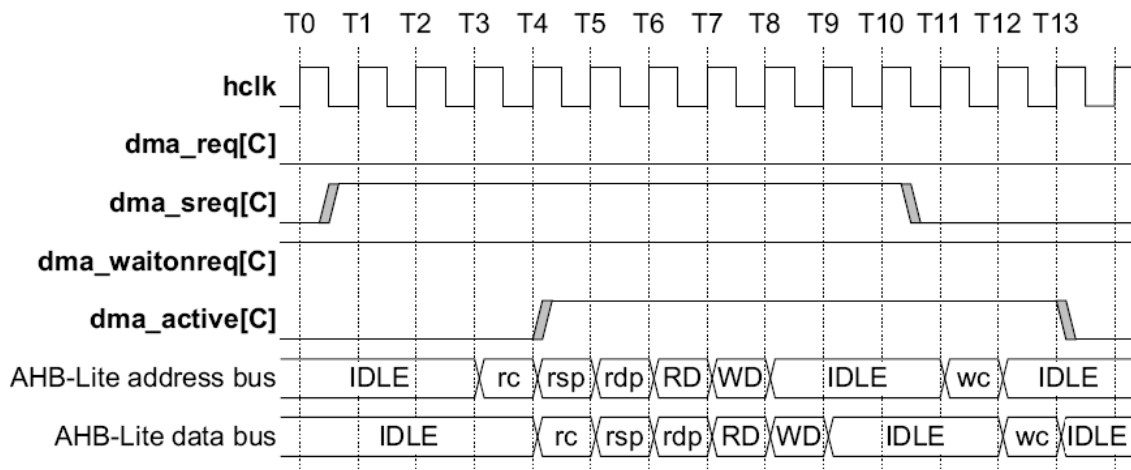 T0 T1 T2 T3 T4 T5 T6 T7 T8 T9 T10 T11 T12 T13
hclk
dma_req[C]
dma_sreq[C]
dma_waitonreq[C]
dma_active[C]
AHB-Lite address bus IDLE rc rsp rdp RD WD IDLE wc IDLE
AHB-Lite data bus IDLE rc rsp rdp RD WD IDLE wc IDLE